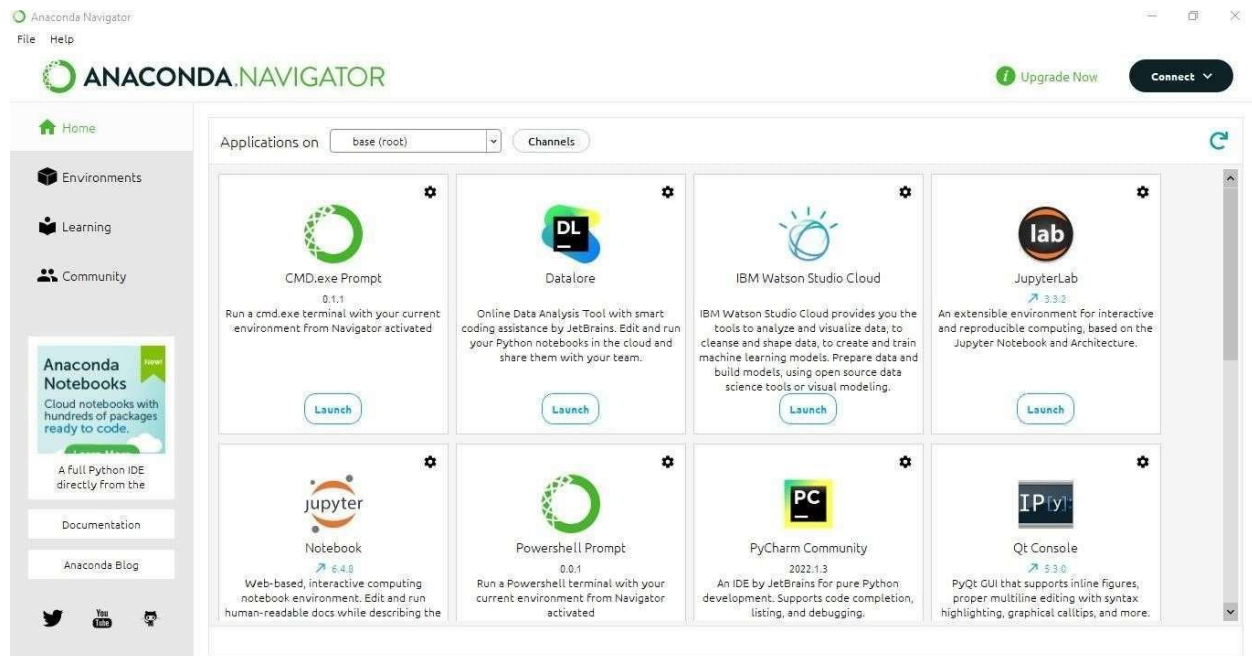 Anaconda Navigator
File Help
ANACONDA.NAVIGATOR
Upgrade Now
Connect
Home
Environments
Learning
Community
Anaconda
Notebooks
New!
Cloud notebooks with
hundreds of packages
ready to code.
Learn More
A full Python IDE
directly from the
Documentation
Anaconda Blog
You
Tube
Applications on
base (root)
Channels
CMD.exe Prompt
0.1.1
Run a cmd.exe terminal with your current
environment from Navigator activated
Launch
DL
Datalore
Online Data Analysis Tool with smart
coding assistance by JetBrains. Edit and run
your Python notebooks in the cloud and
share them with your team.
Launch
IBM Watson Studio Cloud
IBM Watson Studio Cloud provides you the
tools to analyze and visualize data, to
cleanse and shape data, to create and train
machine learning models. Prepare data and
build models, using open source data
science tools or visual modeling.
Launch
lab
JupyterLab
3.3.2
An extensible environment for interactive
and reproducible computing, based on the
Jupyter Notebook and Architecture.
Launch
jupyter
Notebook
6.4.8
Web-based, interactive computing
notebook environment. Edit and run
human-readable docs while describing the
Powershell Prompt
0.0.1
Run a Powershell terminal with your
current environment from Navigator
activated
PC
PyCharm Community
2022.1.3
An IDE by JetBrains for pure Python
development. Supports code completion,
listing, and debugging.
IP[y]:
Qt Console
5.3.0
PyQt GUI that supports inline figures,
proper multiline editing with syntax
highlighting, graphical calltips, and more.